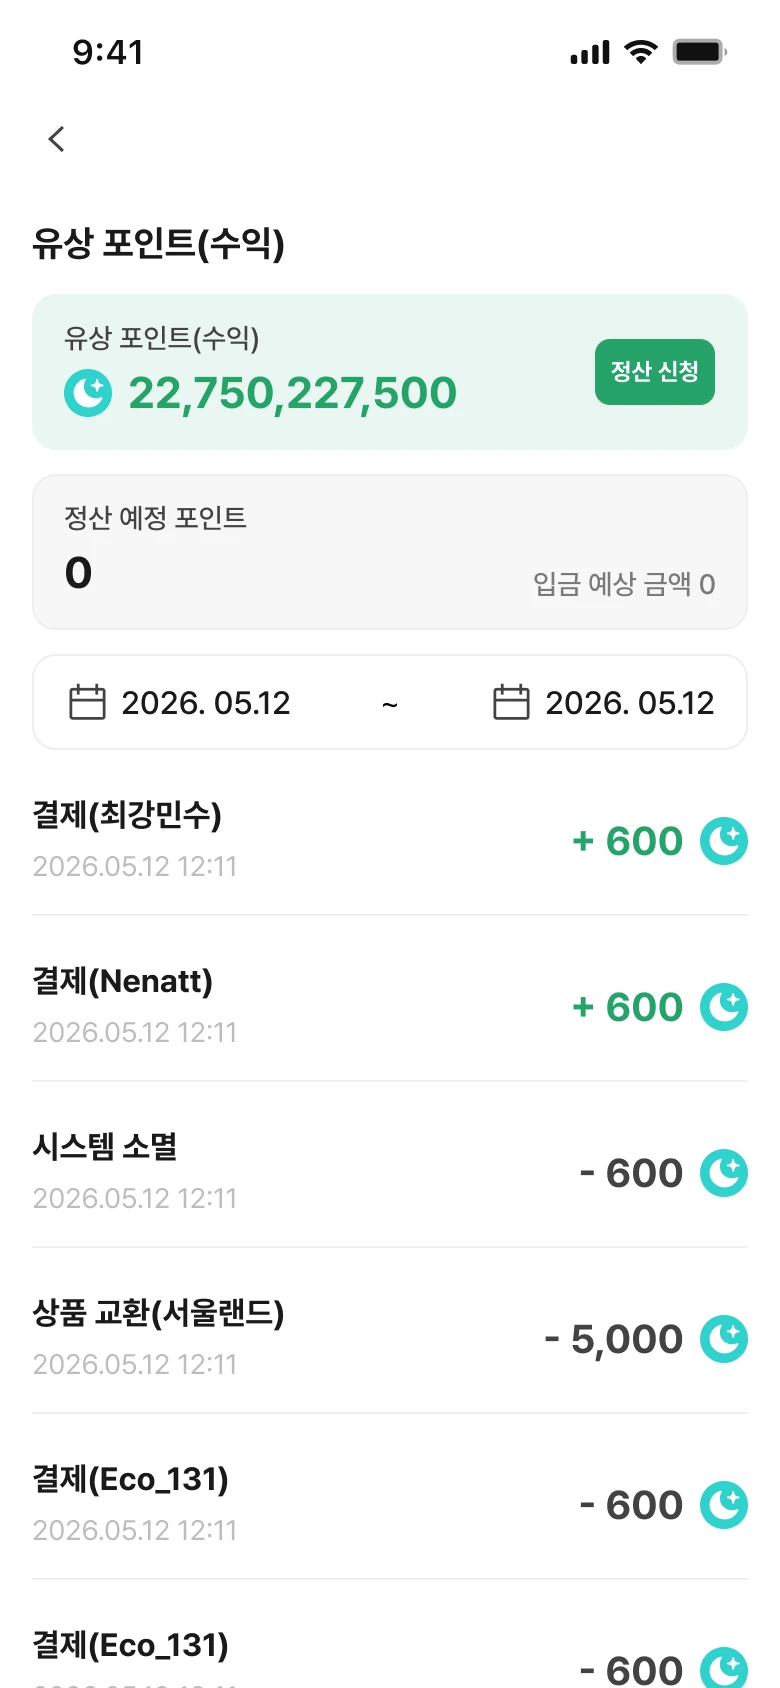 9:41
유상 포인트(수익)
유상 포인트(수익)
22,750,227,500
정산 신청
정산 예정 포인트
0
입금 예상 금액 0
2026. 05.12 ~ 2026. 05.12
결제(최강민수)
2026.05.12 12:11
+ 600
결제(Nenatt)
2026.05.12 12:11
+ 600
시스템 소멸
2026.05.12 12:11
- 600
상품 교환(서울랜드)
2026.05.12 12:11
- 5,000
결제(Eco_131)
2026.05.12 12:11
- 600
결제(Eco_131)
- 600